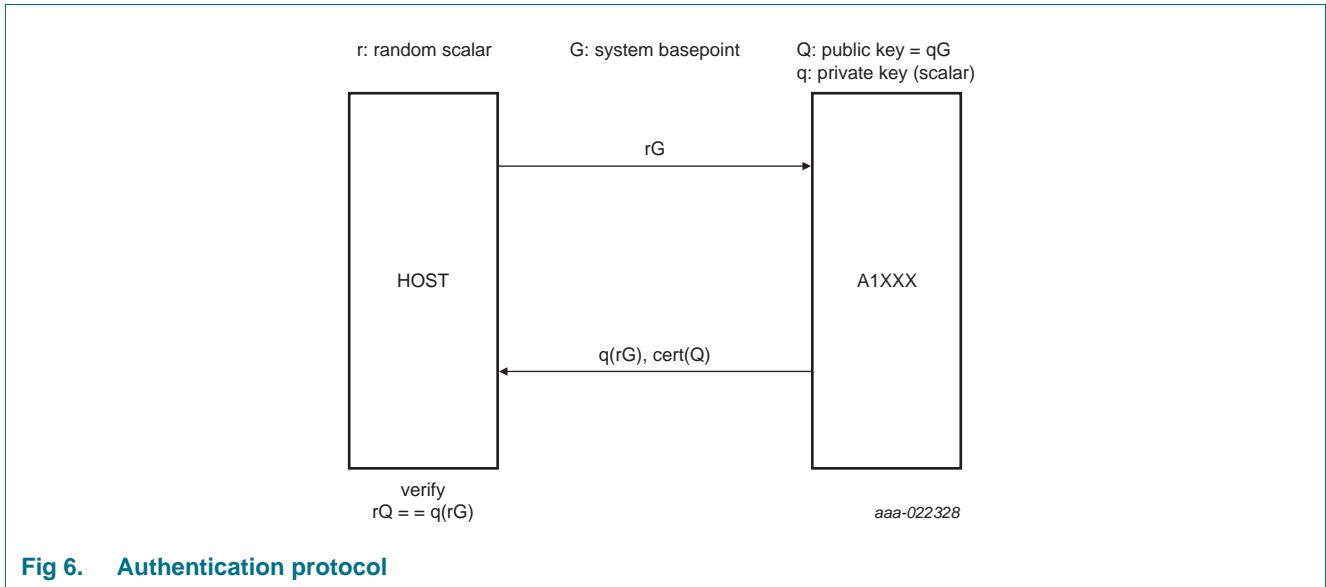 r: random scalar
G: system basepoint
Q: public key = qG
q: private key (scalar)
rG
HOST
A1XXX
q(rG), cert(Q)
verify
rQ = = q(rG)
aaa-022328
Fig 6. Authentication protocol